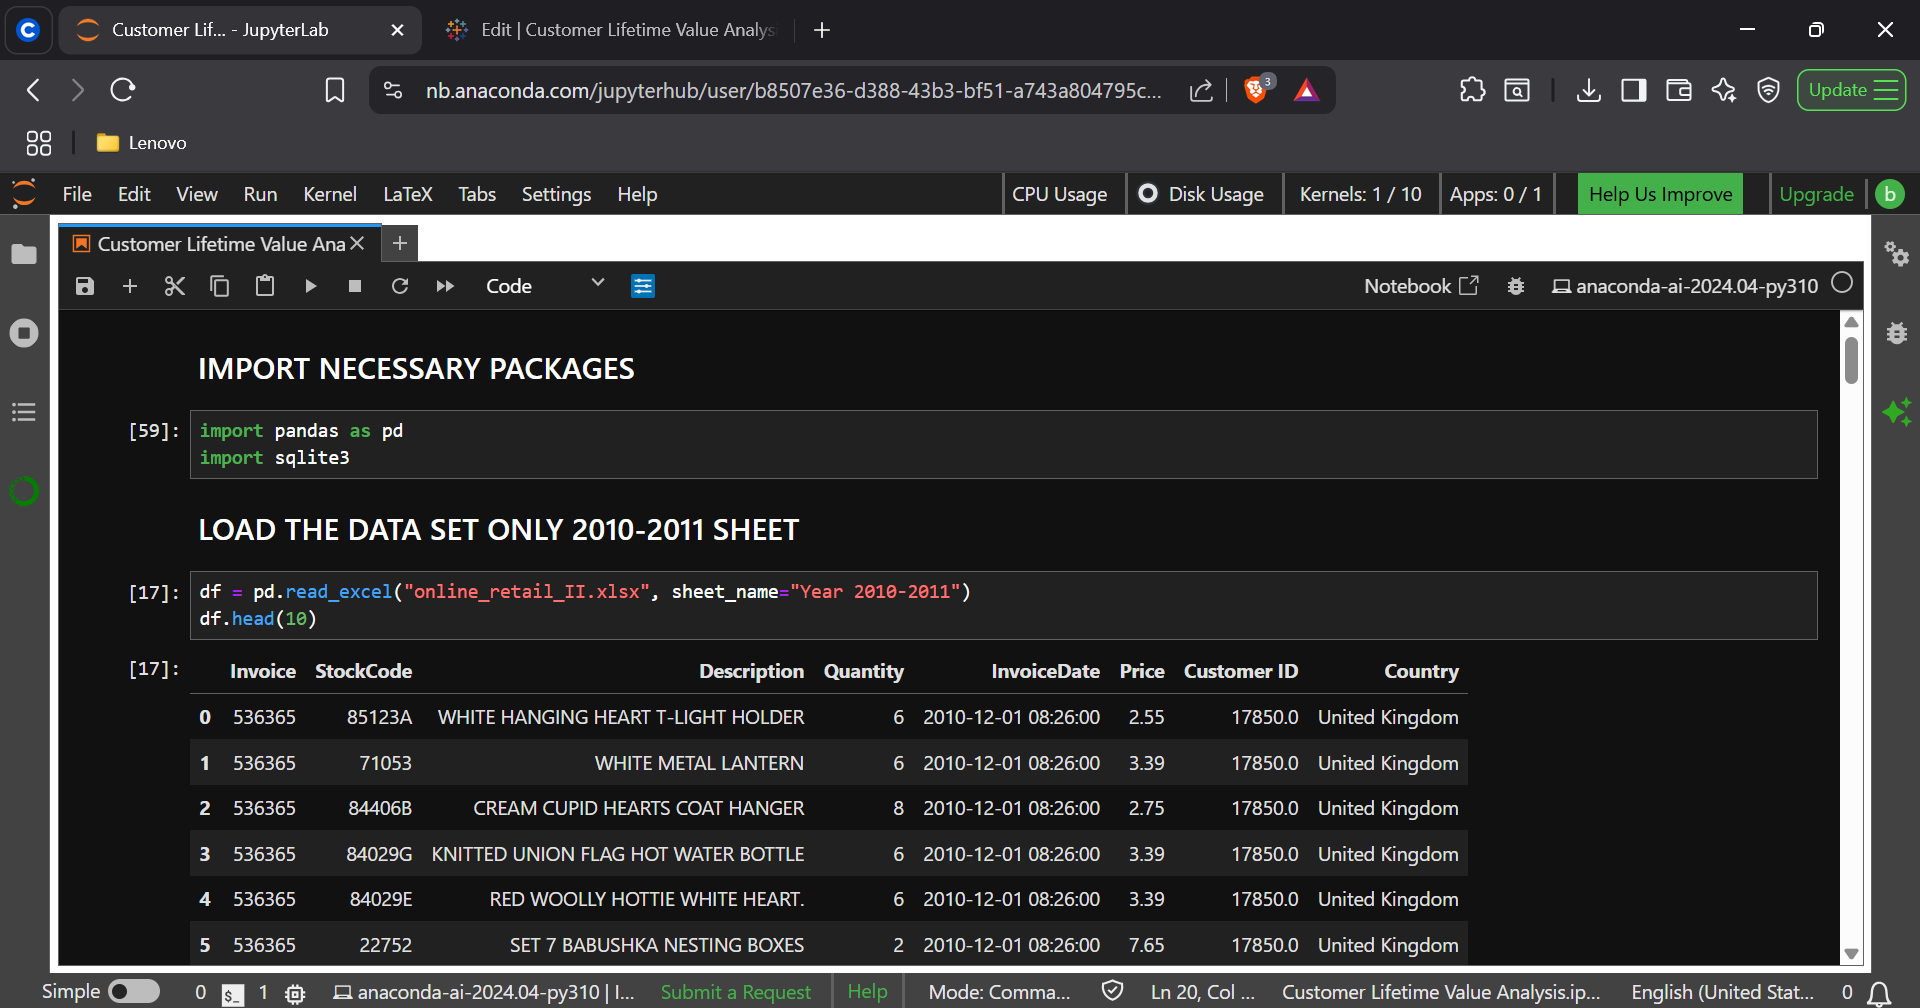 Customer Lif... - JupyterLab
Edit | Customer Lifetime Value Analys
nb.anaconda.com/jupyterhub/user/b8507e36-d388-43b3-bf51-a743a804795c...
3
Update
Lenovo
File Edit View Run Kernel LaTeX Tabs Settings Help CPU Usage Disk Usage Kernels: 1 / 10 Apps: 0 / 1 Help Us Improve Upgrade b
Customer Lifetime Value Ana
Code Notebook anaconda-ai-2024.04-py310
IMPORT NECESSARY PACKAGES
[59]: import pandas as pd
import sqlite3
LOAD THE DATA SET ONLY 2010-2011 SHEET
[17]: df = pd.read_excel("online_retail_II.xlsx", sheet_name="Year 2010-2011")
df.head(10)
[17]: Invoice StockCode Description Quantity InvoiceDate Price Customer ID Country
0 536365 85123A WHITE HANGING HEART T-LIGHT HOLDER 6 2010-12-01 08:26:00 2.55 17850.0 United Kingdom
1 536365 71053 WHITE METAL LANTERN 6 2010-12-01 08:26:00 3.39 17850.0 United Kingdom
2 536365 84406B CREAM CUPID HEARTS COAT HANGER 8 2010-12-01 08:26:00 2.75 17850.0 United Kingdom
3 536365 84029G KNITTED UNION FLAG HOT WATER BOTTLE 6 2010-12-01 08:26:00 3.39 17850.0 United Kingdom
4 536365 84029E RED WOOLLY HOTTIE WHITE HEART. 6 2010-12-01 08:26:00 3.39 17850.0 United Kingdom
5 536365 22752 SET 7 BABUSHKA NESTING BOXES 2 2010-12-01 08:26:00 7.65 17850.0 United Kingdom
Simple 0 $_ 1 anaconda-ai-2024.04-py310 | I... Submit a Request Help Mode: Comma... Ln 20, Col ... Customer Lifetime Value Analysis.ip... English (United Stat... 0